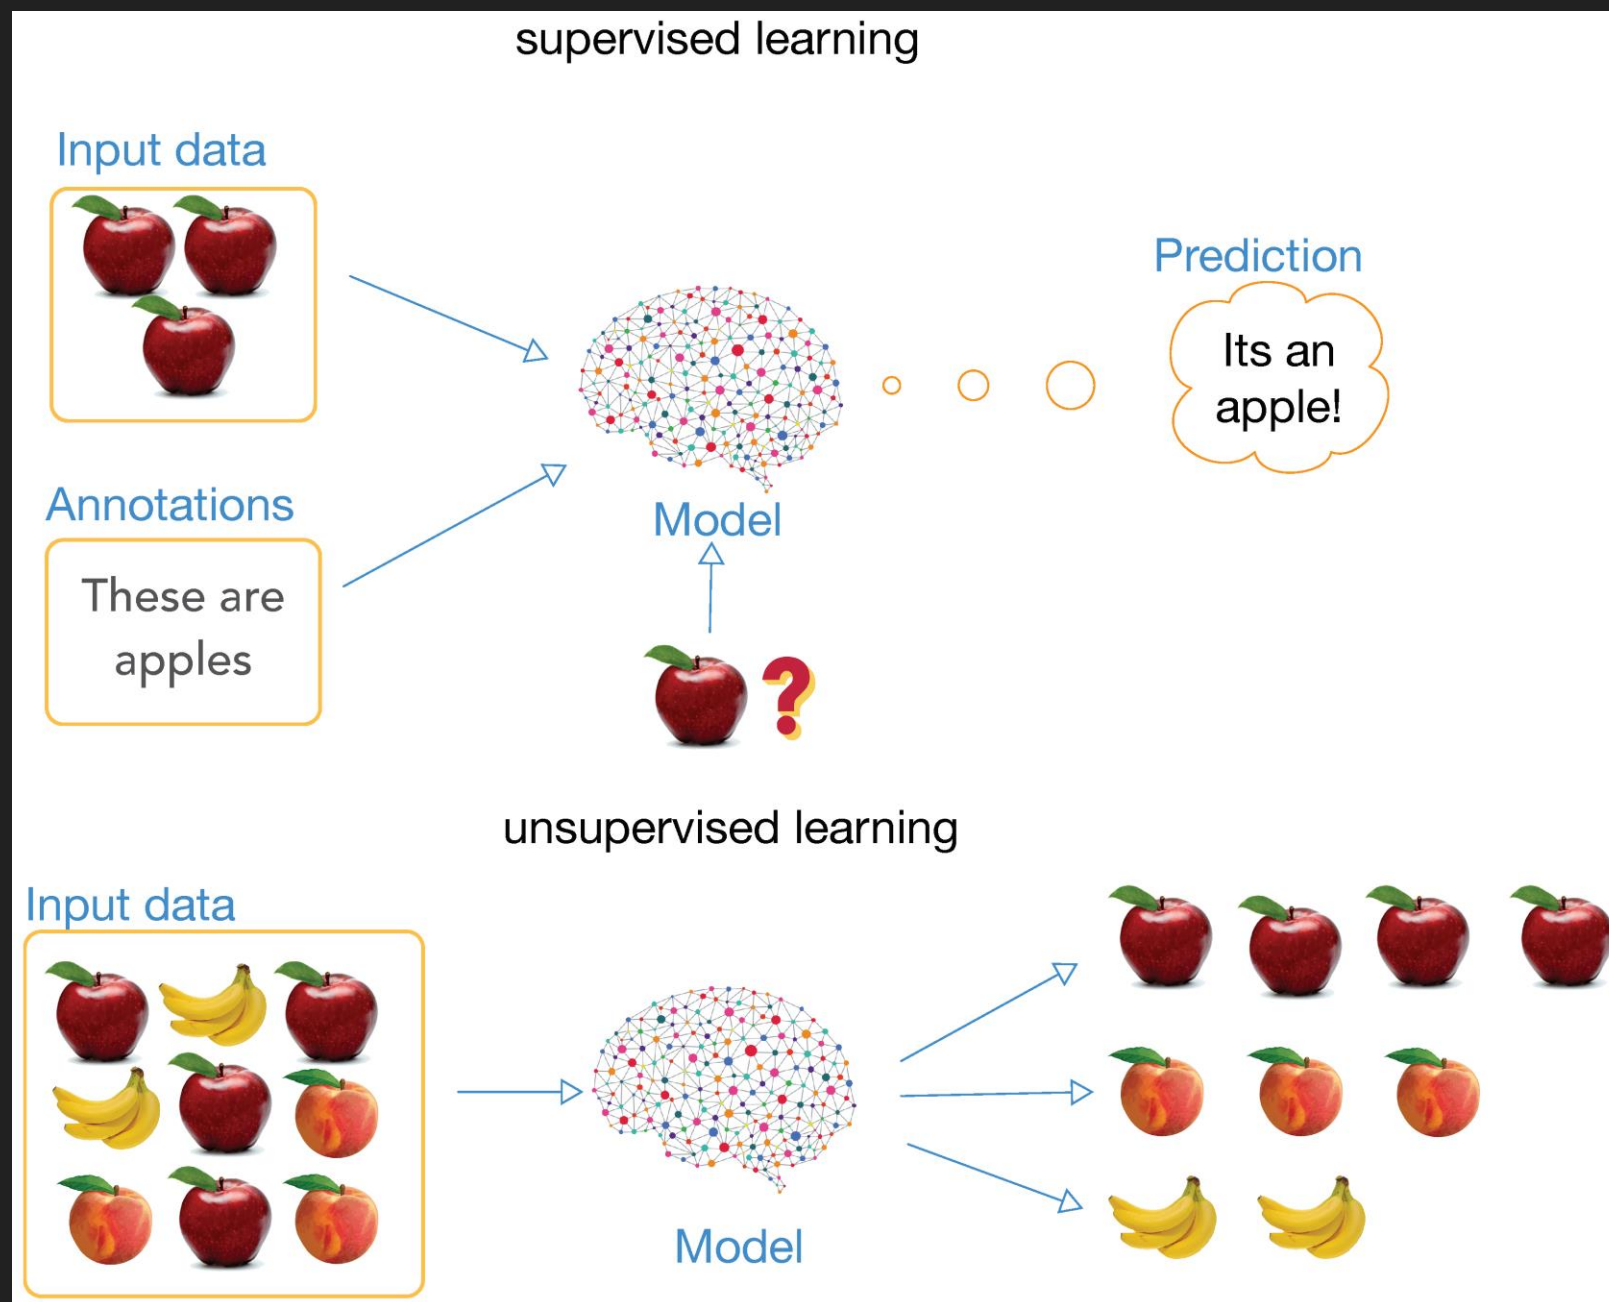 supervised learning
Input data
Prediction
Its an
apple!
Annotations
Model
These are
apples
?
unsupervised learning
Input data
Model